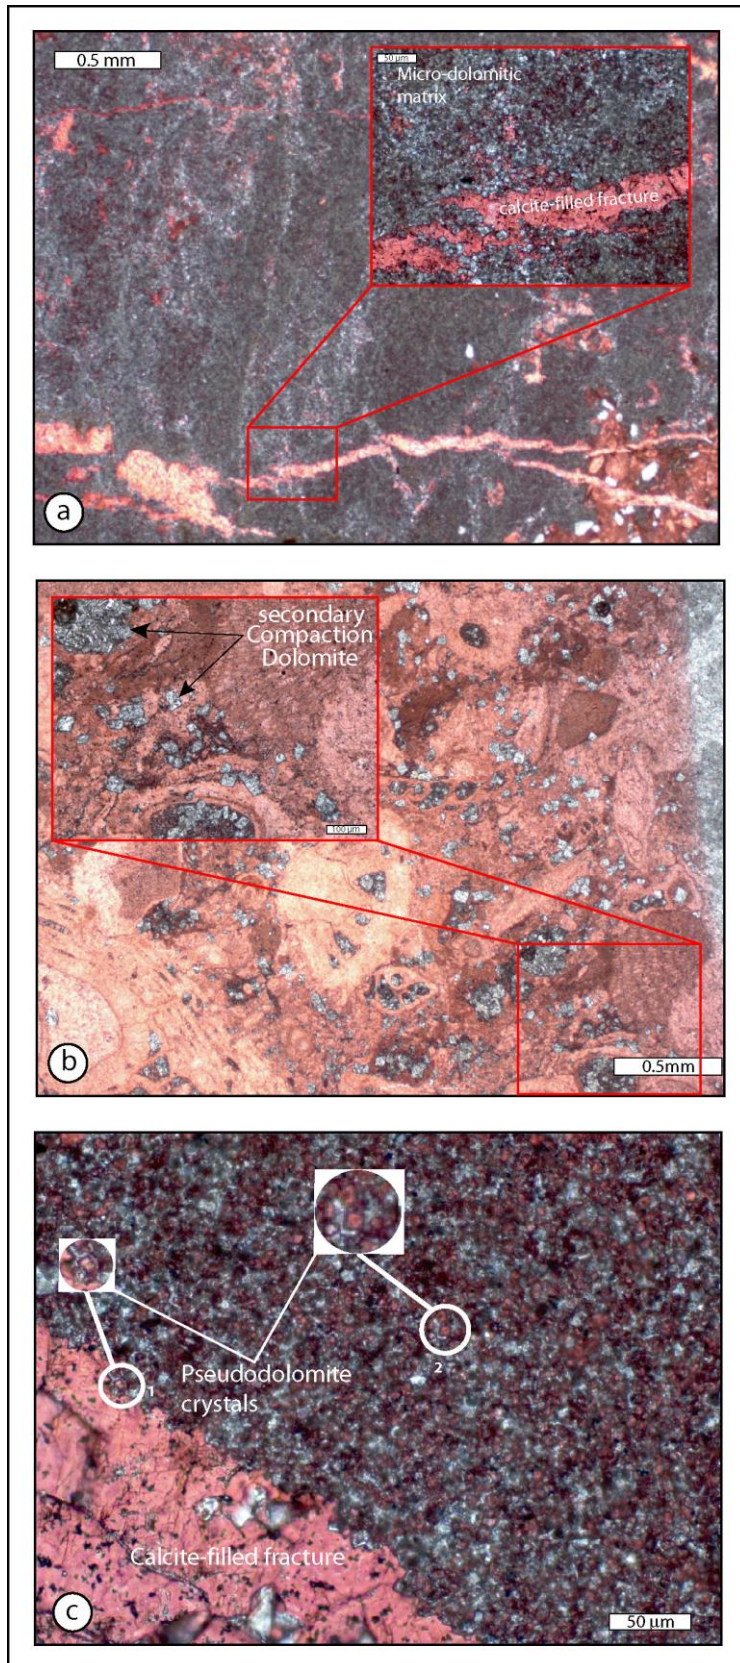 0.5 mm
50 µm
Micro-dolomitic
matrix
calcite-filled fracture
a
secondary
Compaction
Dolomite
100 µm
b
0.5mm
1
2
Pseudodolomite
crystals
Calcite-filled fracture
c
50 µm